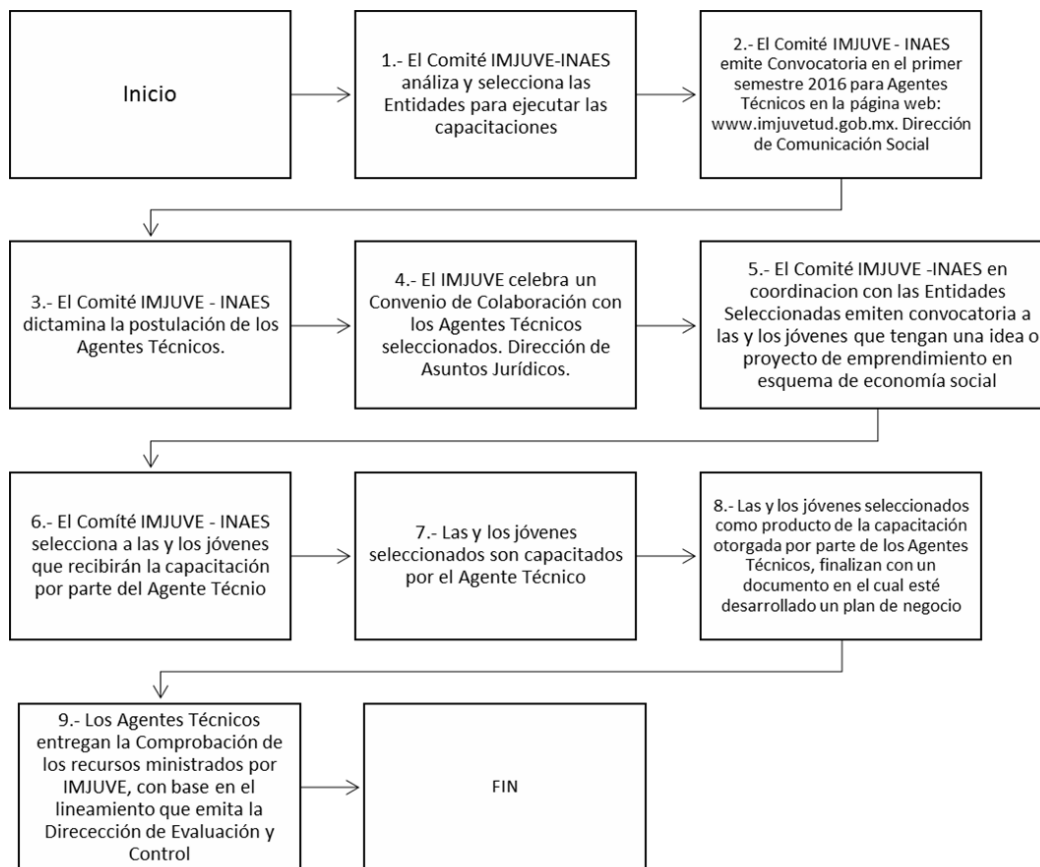 Inicio
1.- El Comité IMJUVE-INAES
análiza y selecciona las
Entidades para ejecutar las
capacitaciones
2.- El Comité IMJUVE - INAES
emite Convocatoria en el primer
semestre 2016 para Agentes
Técnicos en la página web:
www.imjuvetud.gob.mx. Dirección
de Comunicación Social
3.- El Comité IMJUVE - INAES
dictamina la postulación de los
Agentes Técnicos.
4.- El IMJUVE celebra un
Convenio de Colaboración con
los Agentes Técnicos
seleccionados. Dirección de
Asuntos Jurídicos.
5.- El Comité IMJUVE -INAES en
coordinacion con las Entidades
Seleccionadas emiten convocatoria a
las y los jóvenes que tengan una idea o
proyecto de emprendimiento en
esquema de economía social
6.- El Comíté IMJUVE - INAES
selecciona a las y los jóvenes
que recibirán la capacitación
por parte del Agente Técnio
7.- Las y los jóvenes
seleccionados son capacitados
por el Agente Técnico
8.- Las y los jóvenes seleccionados
como producto de la capacitación
otorgada por parte de los Agentes
Técnicos, finalizan con un
documento en el cual esté
desarrollado un plan de negocio
9.- Los Agentes Técnicos
entregan la Comprobación de
los recursos ministrados por
IMJUVE, con base en el
lineamiento que emita la
Direcección de Evaluación y
Control
FIN